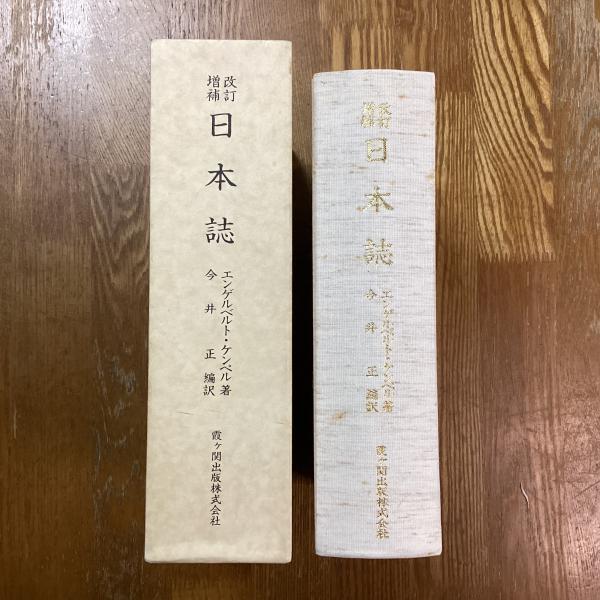 改訂
増補
日本誌
エンゲルベルト・ケンペル著
今井正編訳
霞ヶ関出版株式会社
改訂
増補
日本誌
エンゲルベルト・ケンペル著
今井正編訳
霞ヶ関出版株式会社